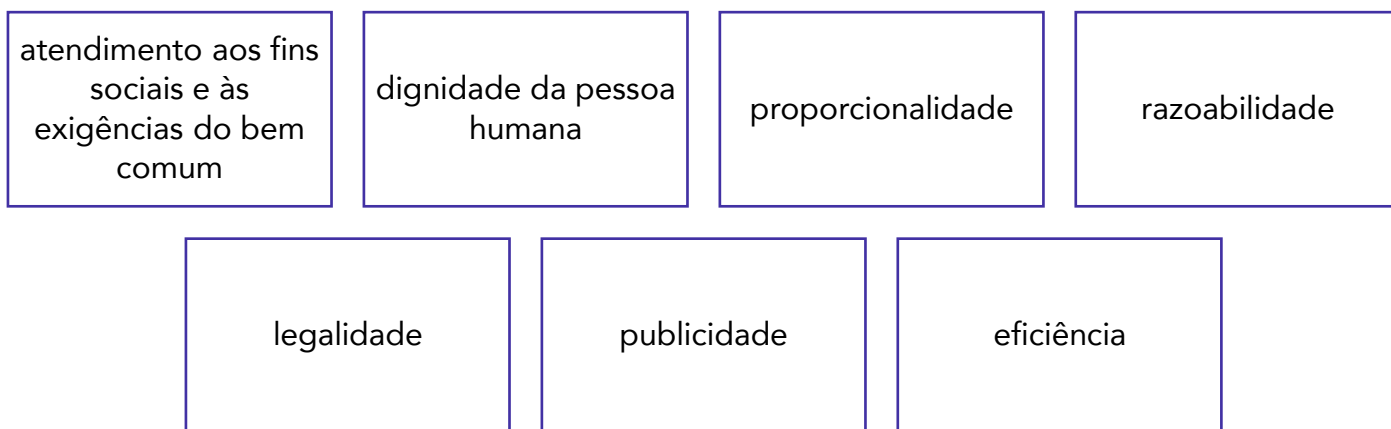 atendimento aos fins
sociais e às
exigências do bem
comum
dignidade da pessoa
humana
proporcionalidade
razoabilidade
legalidade
publicidade
eficiência